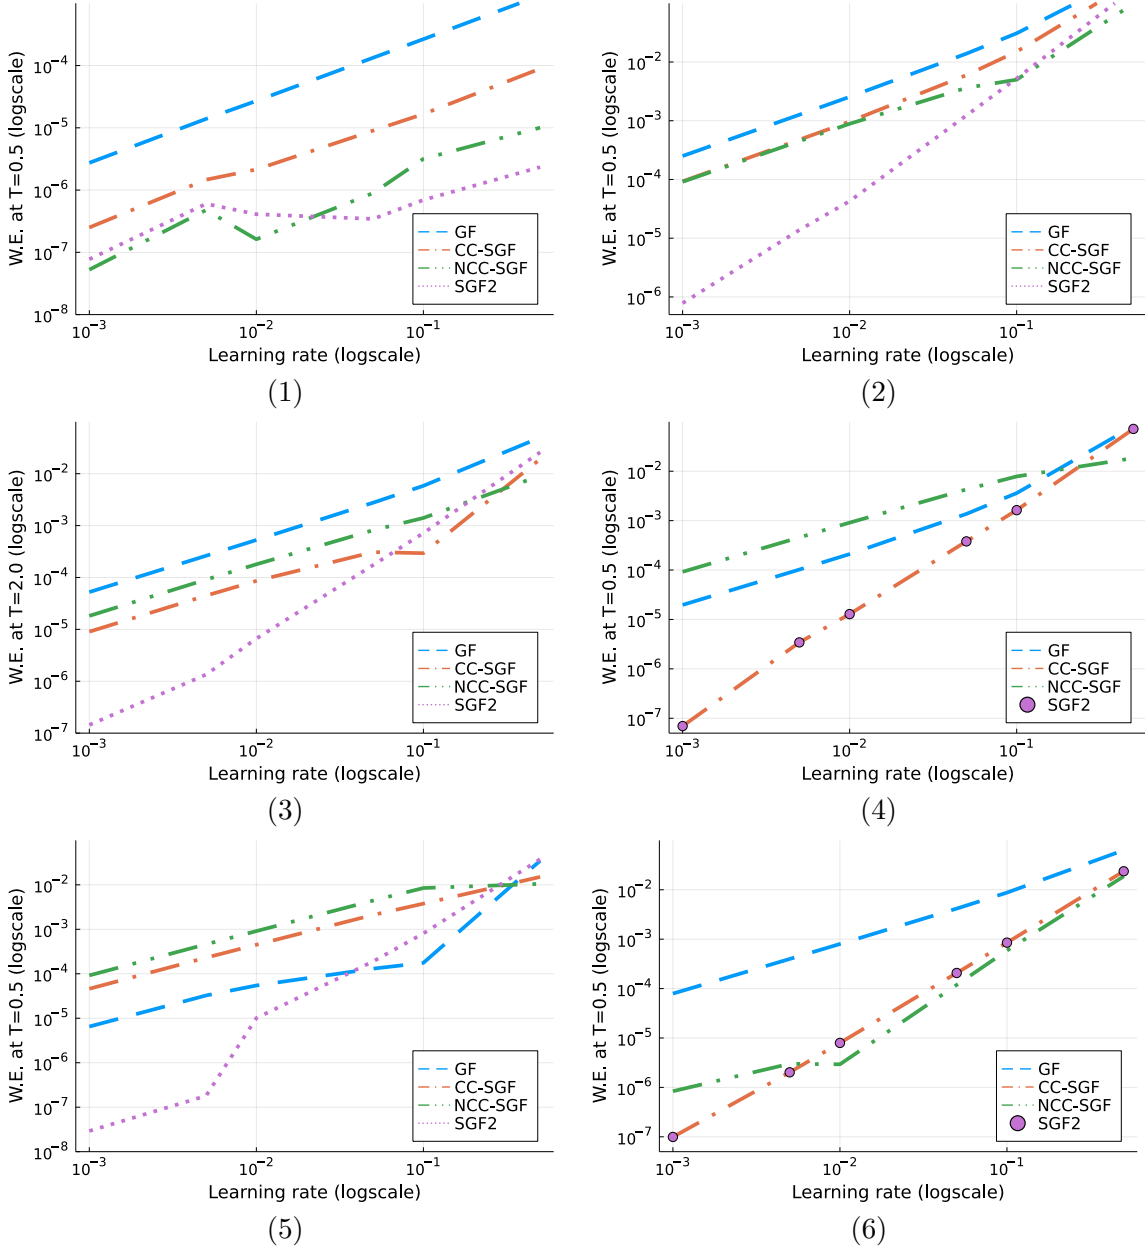 W.E. at T=0.5 (logscale)
10⁻⁴
10⁻⁵
10⁻⁶
10⁻⁷
10⁻⁸
10⁻³
10⁻²
10⁻¹
GF
CC-SGF
NCC-SGF
SGF2
Learning rate (logscale)
(1)
W.E. at T=0.5 (logscale)
10⁻²
10⁻³
10⁻⁴
10⁻⁵
10⁻⁶
10⁻³
10⁻²
10⁻¹
GF
CC-SGF
NCC-SGF
SGF2
Learning rate (logscale)
(2)
W.E. at T=2.0 (logscale)
10⁻²
10⁻³
10⁻⁴
10⁻⁵
10⁻⁶
10⁻⁷
10⁻³
10⁻²
10⁻¹
GF
CC-SGF
NCC-SGF
SGF2
Learning rate (logscale)
(3)
W.E. at T=0.5 (logscale)
10⁻²
10⁻³
10⁻⁴
10⁻⁵
10⁻⁶
10⁻⁷
10⁻³
10⁻²
10⁻¹
GF
CC-SGF
NCC-SGF
SGF2
Learning rate (logscale)
(4)
W.E. at T=0.5 (logscale)
10⁻²
10⁻³
10⁻⁴
10⁻⁵
10⁻⁶
10⁻⁷
10⁻⁸
10⁻³
10⁻²
10⁻¹
GF
CC-SGF
NCC-SGF
SGF2
Learning rate (logscale)
(5)
W.E. at T=0.5 (logscale)
10⁻²
10⁻³
10⁻⁴
10⁻⁵
10⁻⁶
10⁻⁷
10⁻³
10⁻²
10⁻¹
GF
CC-SGF
NCC-SGF
SGF2
Learning rate (logscale)
(6)